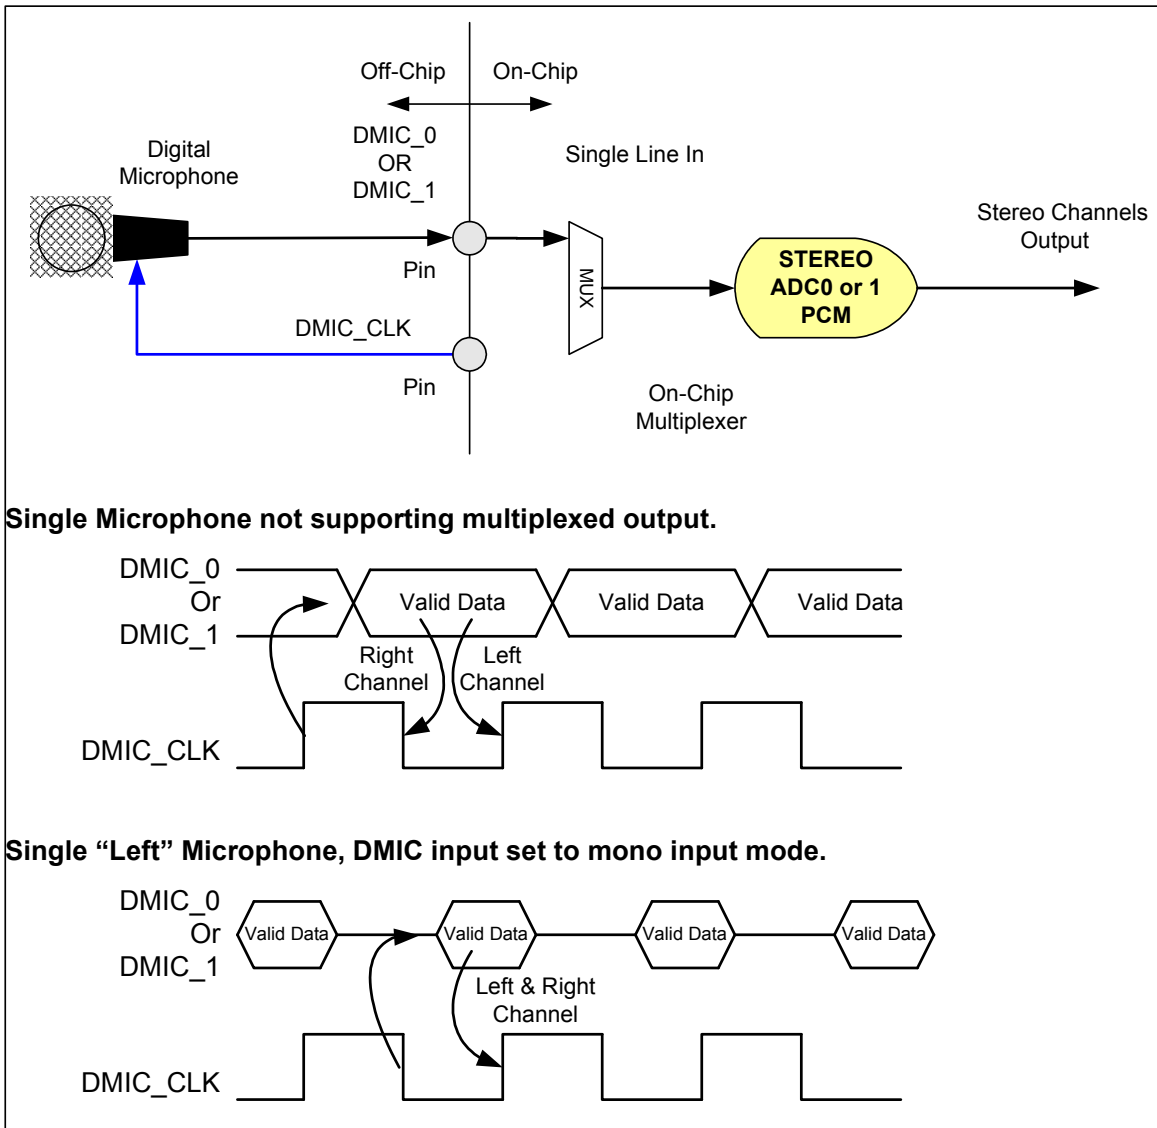 Off-Chip
On-Chip
DMIC_0
OR
DMIC_1
Single Line In
Digital
Microphone
Stereo Channels
Output
Pin
MUX
STEREO
ADC0 or 1
PCM
DMIC_CLK
Pin
On-Chip
Multiplexer
Single Microphone not supporting multiplexed output.
DMIC_0
Or
DMIC_1
Valid Data
Valid Data
Valid Data
Right
Channel
Left
Channel
DMIC_CLK
Single “Left” Microphone, DMIC input set to mono input mode.
DMIC_0
Or
DMIC_1
Valid Data
Valid Data
Valid Data
Valid Data
Left & Right
Channel
DMIC_CLK